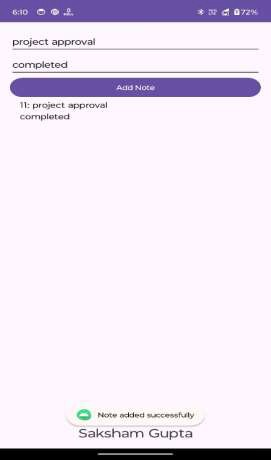 6:10
72%
project approval
completed
Add Note
11: project approval
completed
Note added successfully
Saksham Gupta